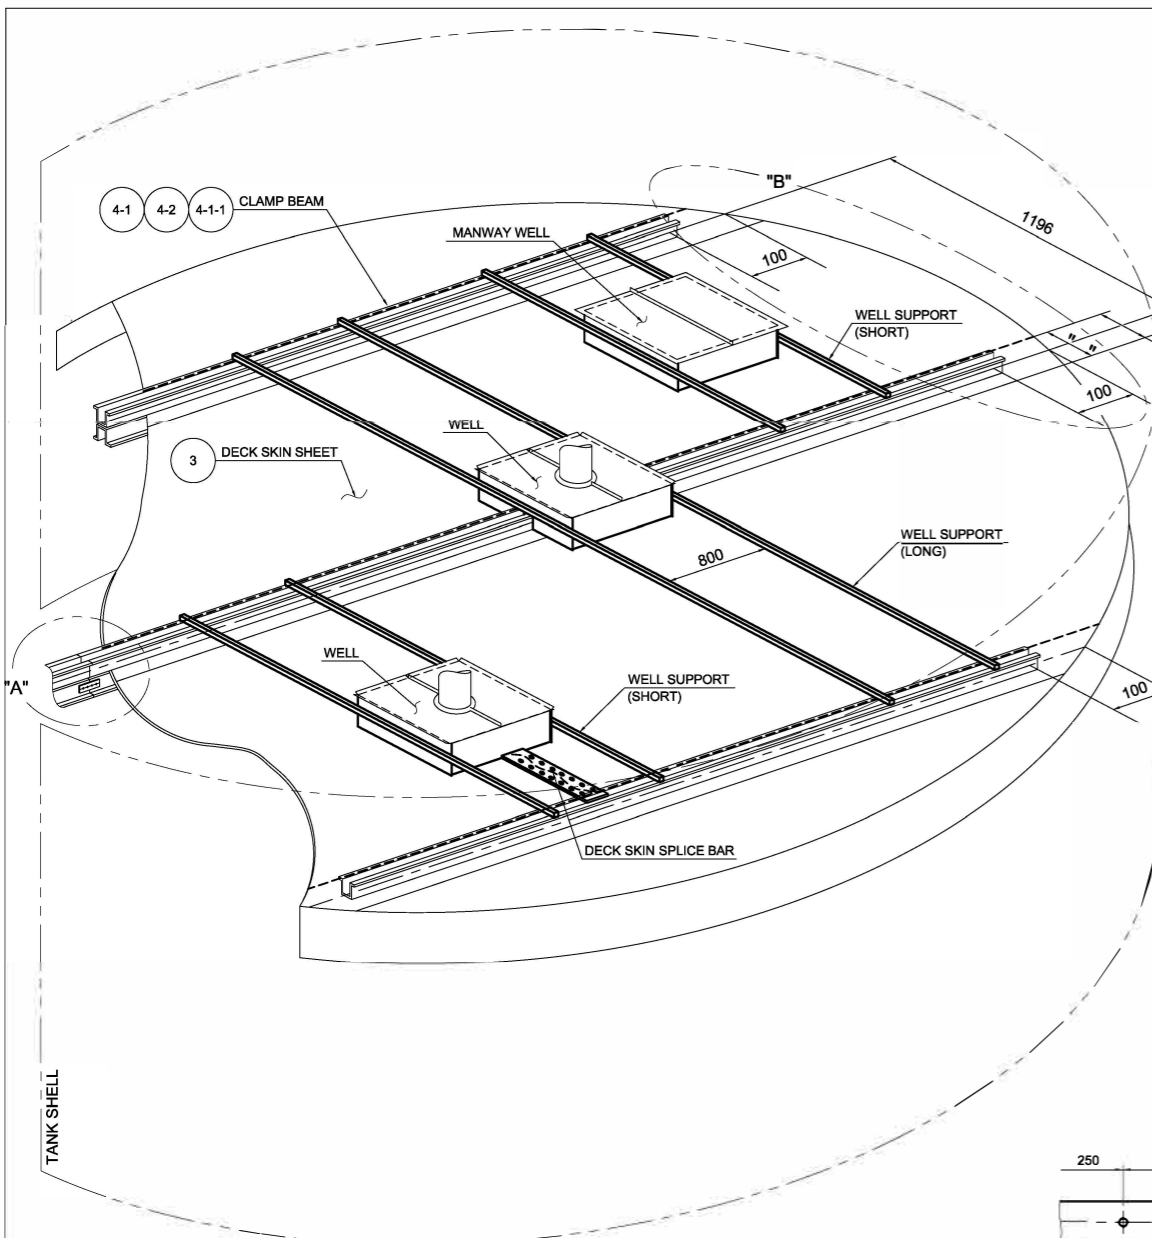 "B"
4-1 4-2 4-1-1 CLAMP BEAM
1196
MANWAY WELL
100
WELL SUPPORT
(SHORT)
" "
100
WELL
3 DECK SKIN SHEET
WELL SUPPORT
(LONG)
800
WELL
"A"
WELL SUPPORT
(SHORT)
100
DECK SKIN SPLICE BAR
TANK SHELL
250